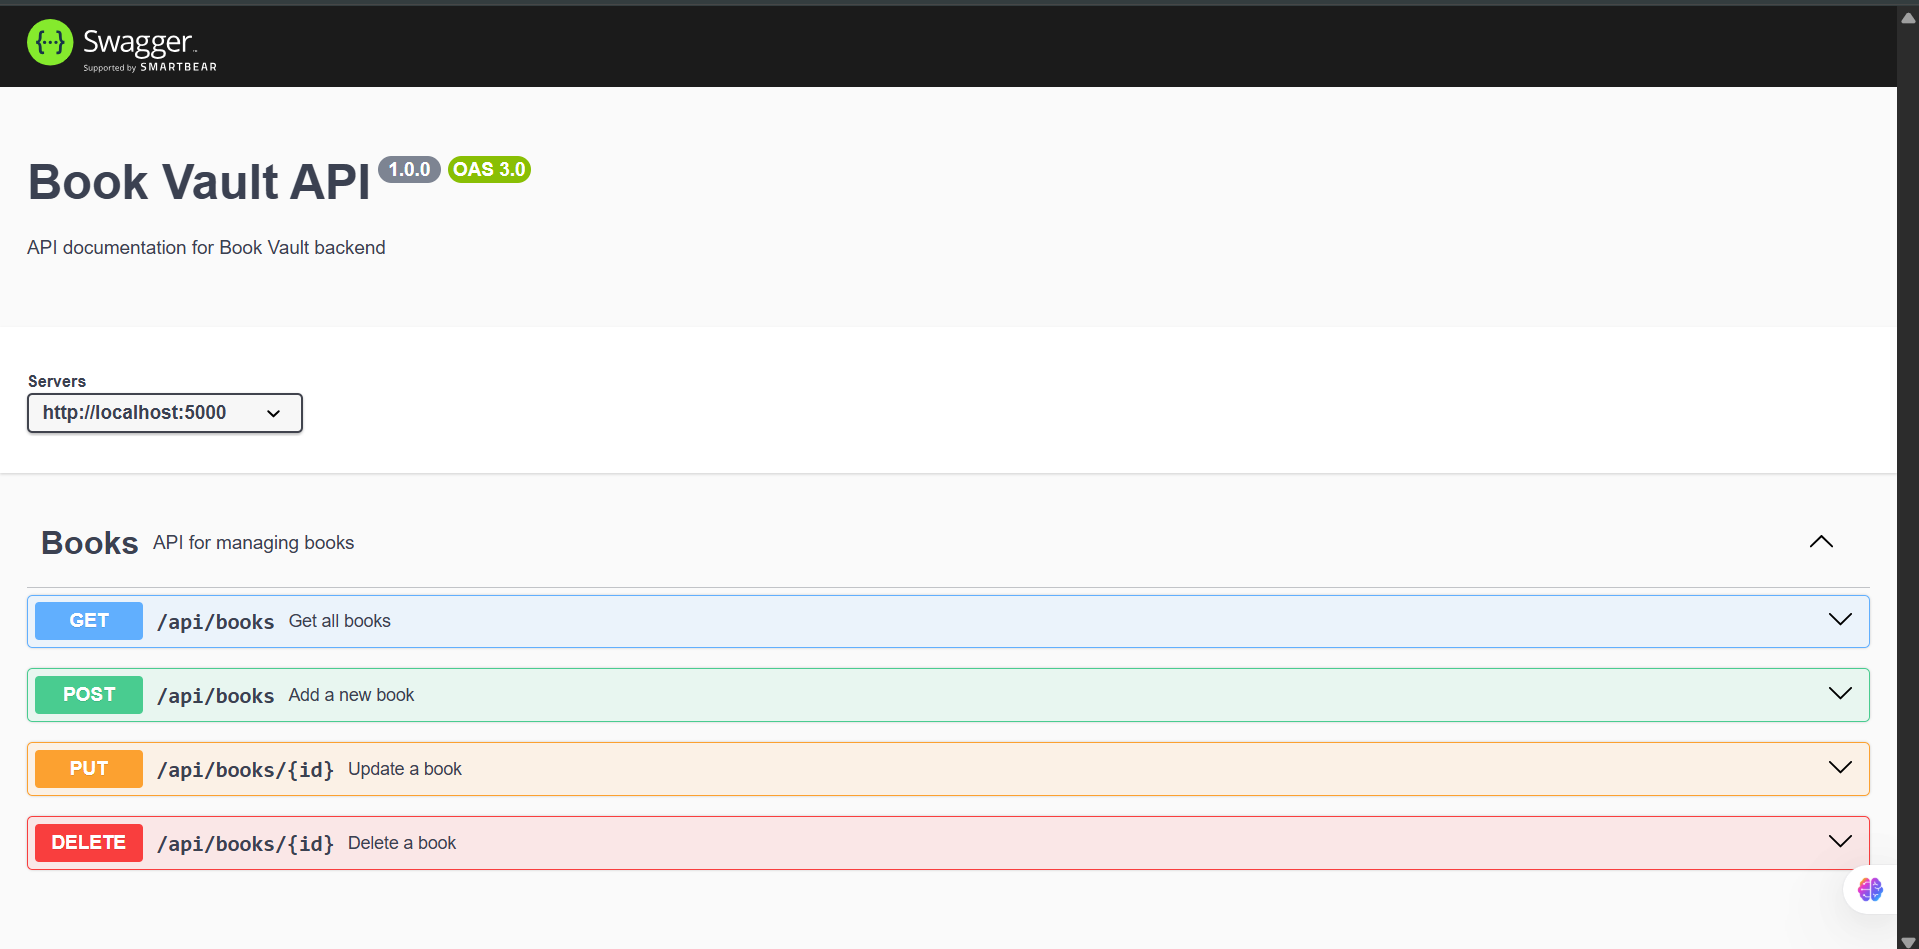 {···} Swagger™
Supported by SMARTBEAR
Book Vault API 1.0.0 OAS 3.0
API documentation for Book Vault backend
Servers
http://localhost:5000
Books API for managing books
GET /api/books Get all books
POST /api/books Add a new book
PUT /api/books/{id} Update a book
DELETE /api/books/{id} Delete a book